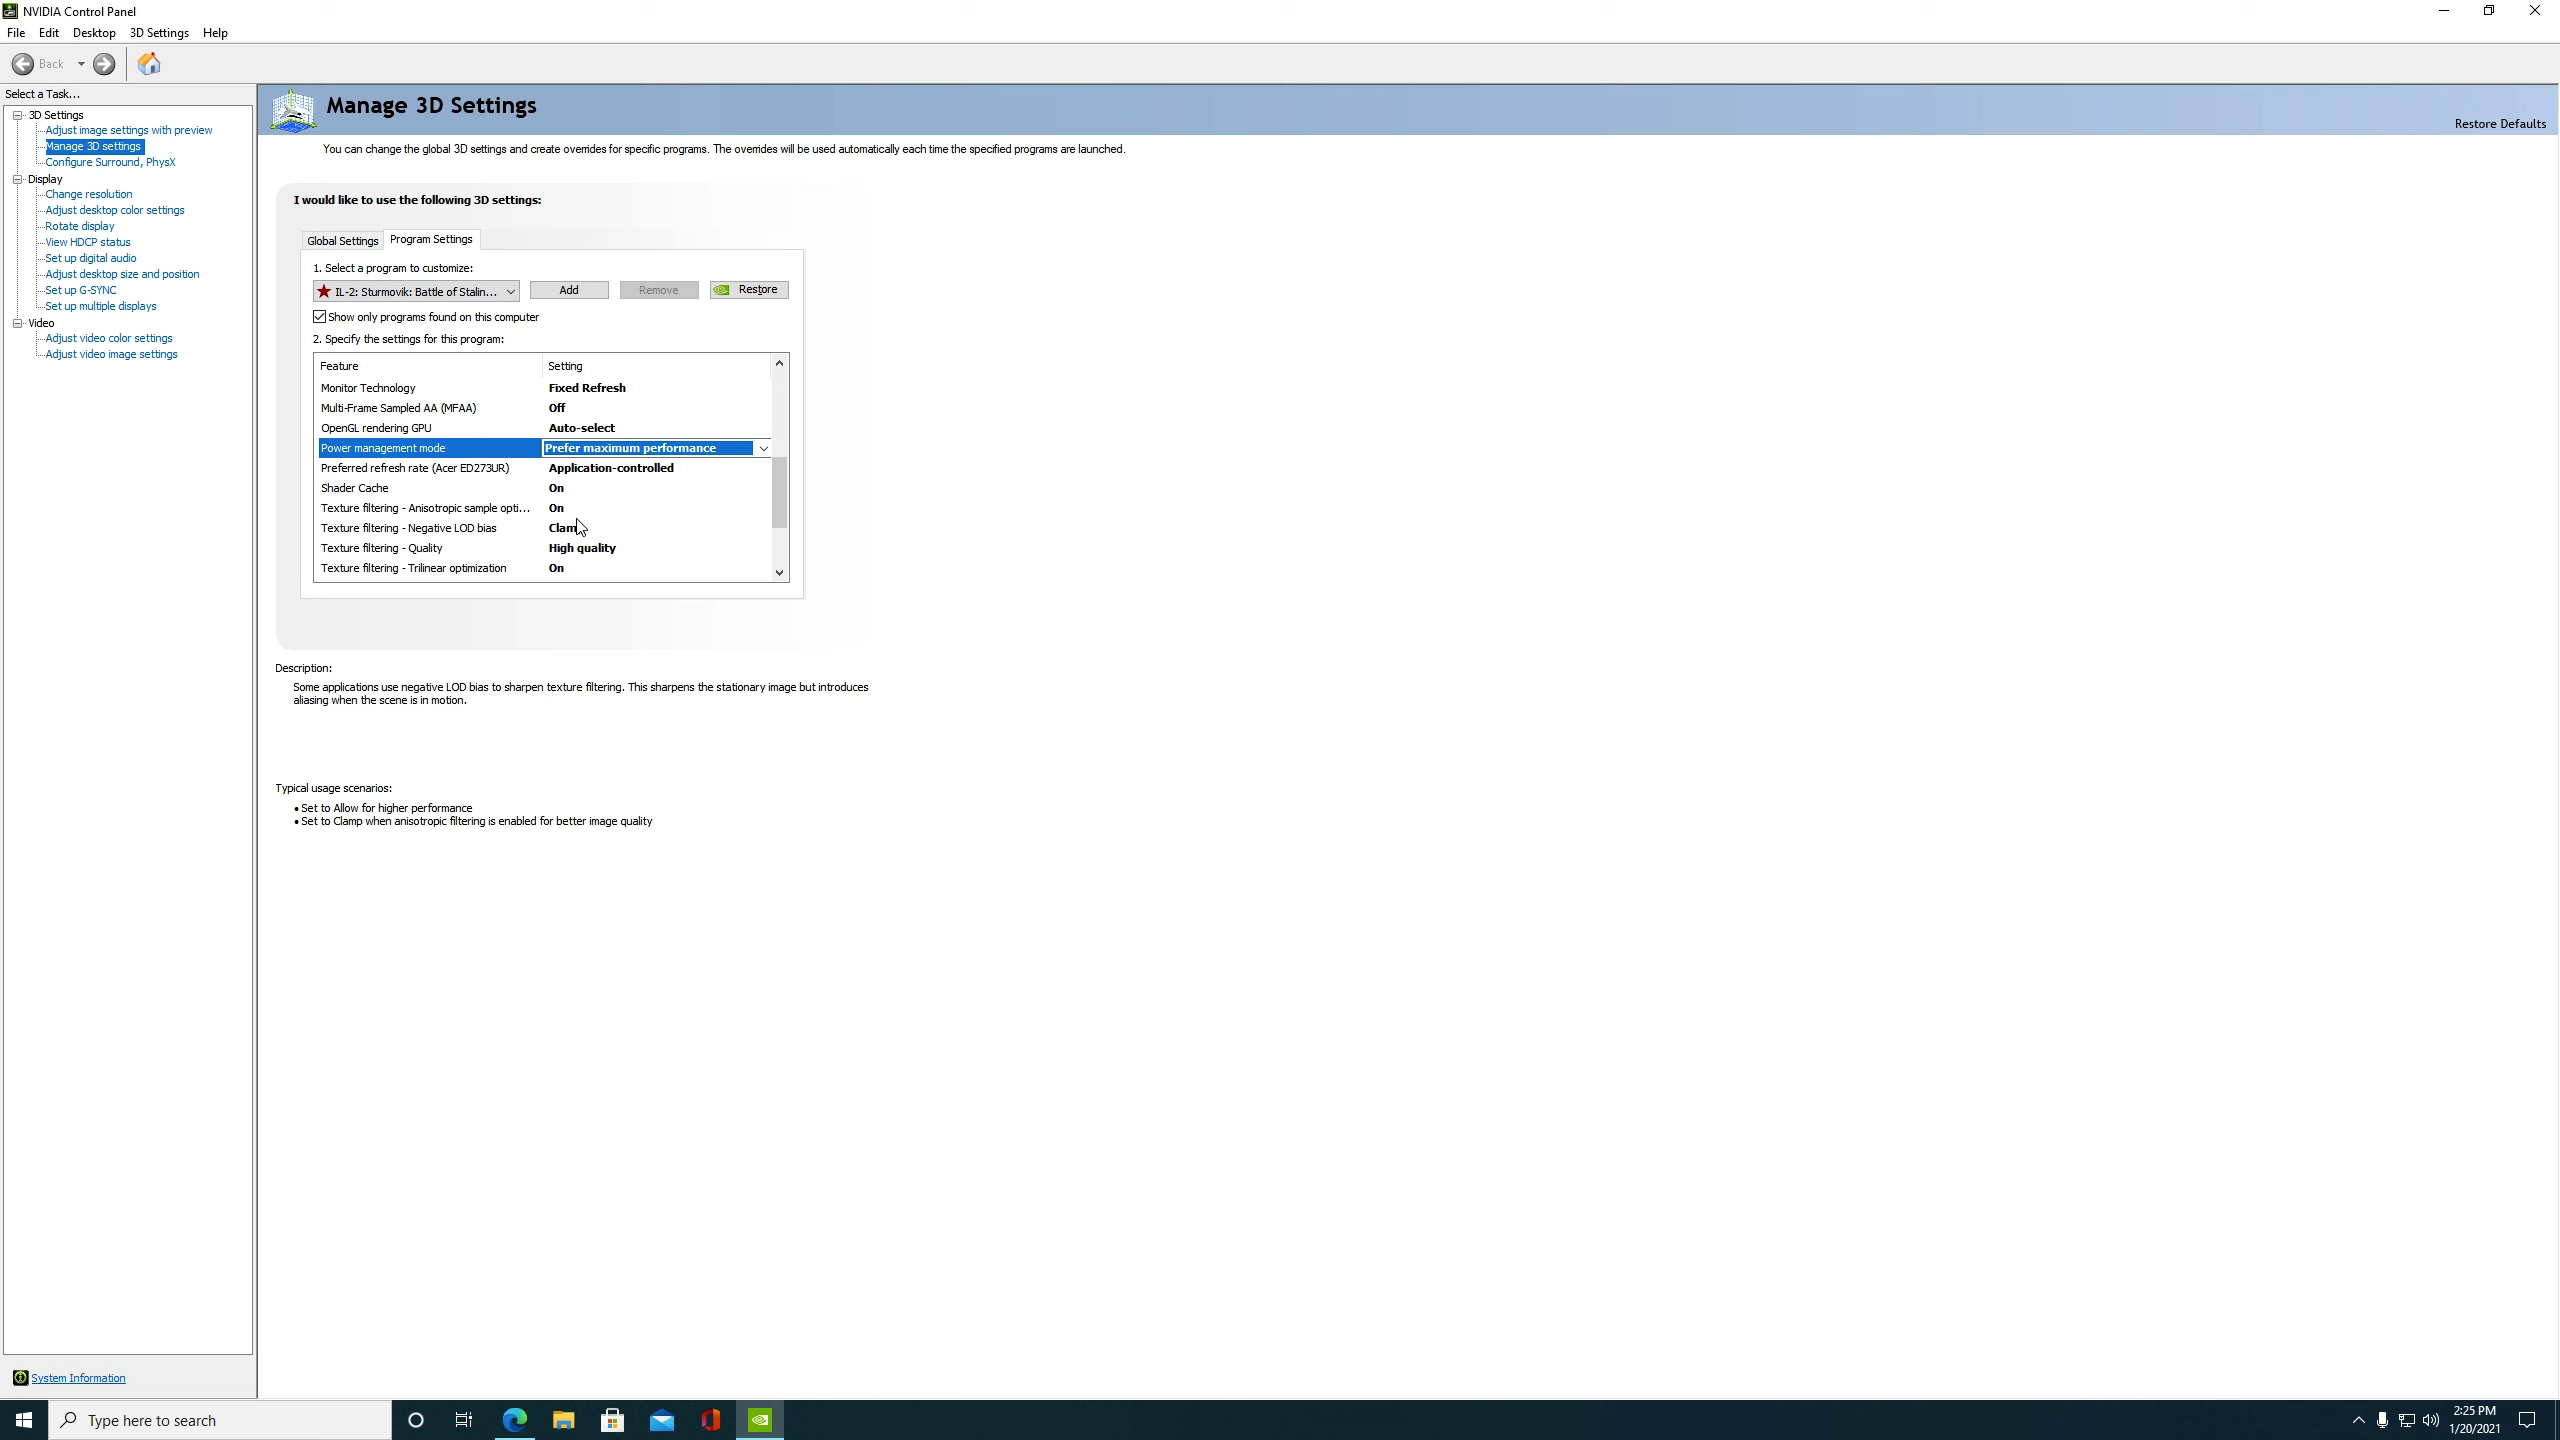 NVIDIA Control Panel
File Edit Desktop 3D Settings Help
Back
Select a Task...
3D Settings
Adjust image settings with preview
Manage 3D settings
Configure Surround, PhysX
Display
Change resolution
Adjust desktop color settings
Rotate display
View HDCP status
Set up digital audio
Adjust desktop size and position
Set up G-SYNC
Set up multiple displays
Video
Adjust video color settings
Adjust video image settings
System Information
Manage 3D Settings
Restore Defaults
You can change the global 3D settings and create overrides for specific programs. The overrides will be used automatically each time the specified programs are launched.
I would like to use the following 3D settings:
Global Settings Program Settings
1. Select a program to customize:
IL-2: Sturmovik: Battle of Stalin... Add Remove Restore
Show only programs found on this computer
2. Specify the settings for this program:
Feature Setting
Monitor Technology Fixed Refresh
Multi-Frame Sampled AA (MFAA) Off
OpenGL rendering GPU Auto-select
Power management mode Prefer maximum performance
Preferred refresh rate (Acer ED273UR) Application-controlled
Shader Cache On
Texture filtering - Anisotropic sample opti... On
Texture filtering - Negative LOD bias Clamp
Texture filtering - Quality High quality
Texture filtering - Trilinear optimization On
Description:
Some applications use negative LOD bias to sharpen texture filtering. This sharpens the stationary image but introduces
aliasing when the scene is in motion.
Typical usage scenarios:
• Set to Allow for higher performance
• Set to Clamp when anisotropic filtering is enabled for better image quality
Type here to search
2:25 PM
1/20/2021